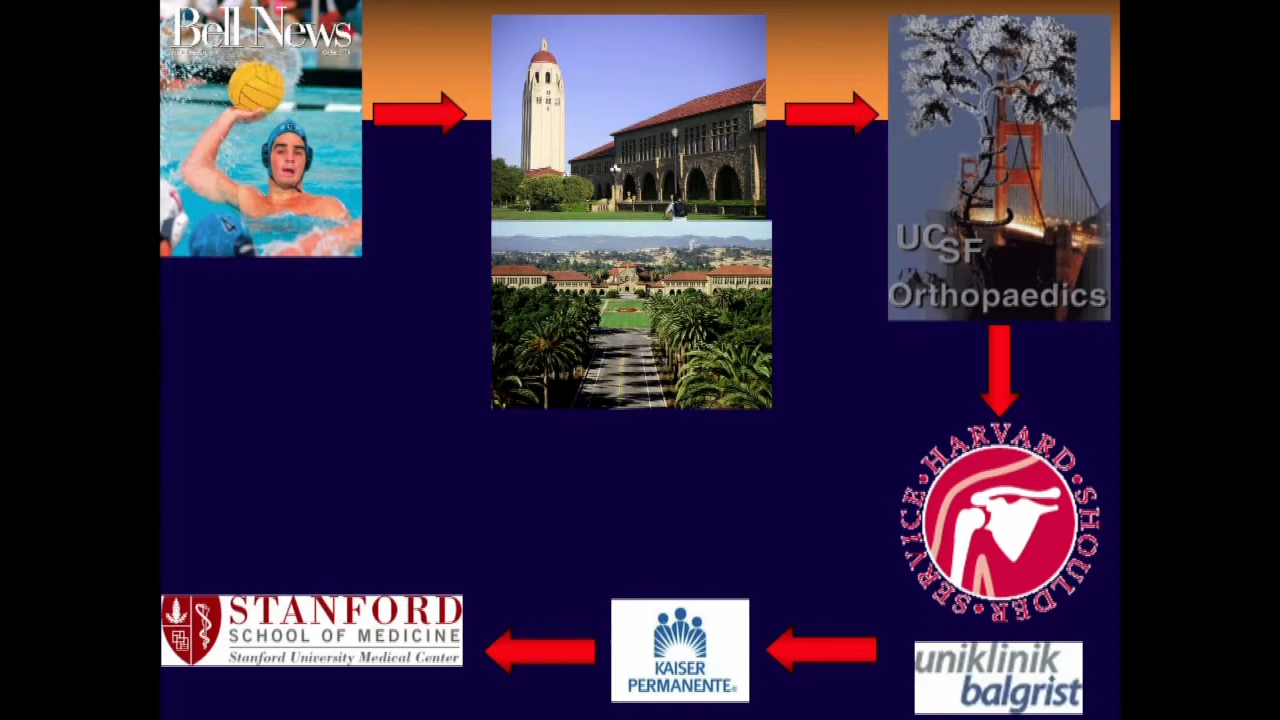 Bell News
UCSF
Orthopaedics
HARVARD • SHOULDER • SERVICE •
uniklinik
balgrist
KAISER
PERMANENTE®
STANFORD
SCHOOL OF MEDICINE
Stanford University Medical Center